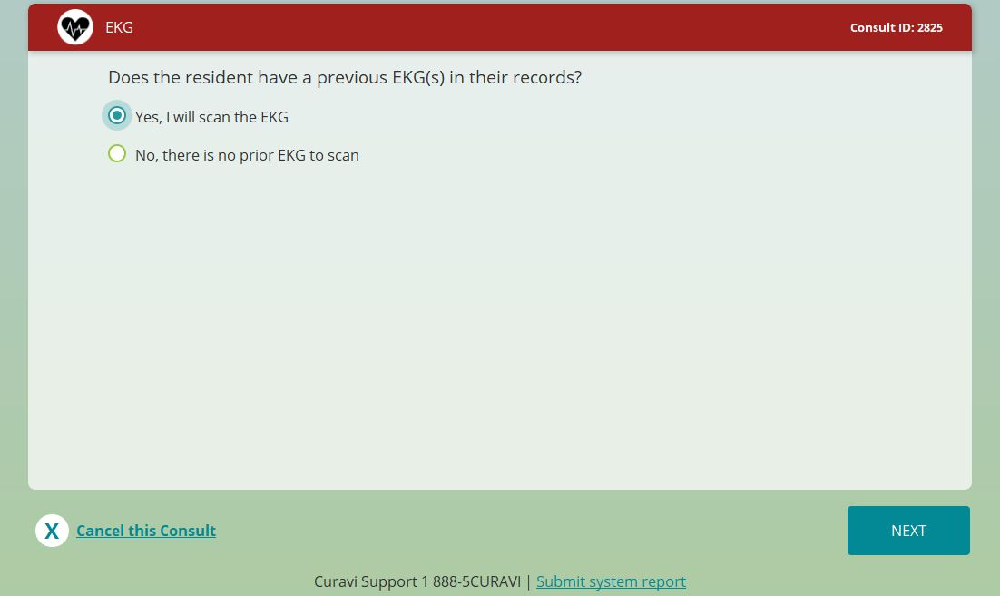 EKG
Consult ID: 2825
Does the resident have a previous EKG(s) in their records?
Yes, I will scan the EKG
No, there is no prior EKG to scan
X Cancel this Consult
NEXT
Curavi Support 1 888-5CURAVI | Submit system report